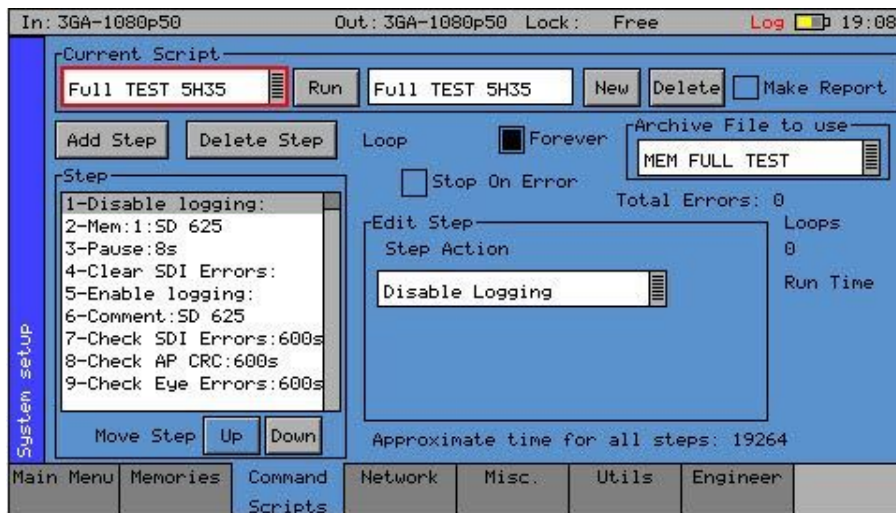 In: 3GA-1080p50 Out: 3GA-1080p50 Lock: Free Log 19:08
Current Script
Full TEST 5H35 Run Full TEST 5H35 New Delete Make Report
Add Step Delete Step Loop Forever Archive File to use
MEM FULL TEST
Stop On Error
Total Errors: 0
Step
1-Disable logging:
2-Mem:1:SD 625
3-Pause:8s
4-Clear SDI Errors:
5-Enable logging:
6-Comment:SD 625
7-Check SDI Errors:600s
8-Check AP CRC:600s
9-Check Eye Errors:600s
Move Step Up Down
Edit Step
Step Action
Disable Logging
Loops
0
Run Time
Approximate time for all steps: 19264
System setup
Main Menu Memories Command Scripts Network Misc. Utils Engineer